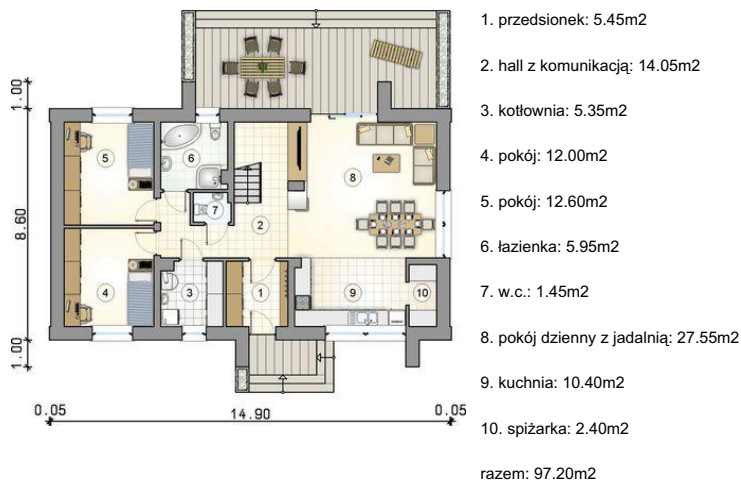 1. przedsionek: 5.45m2
2. hall z komunikacją: 14.05m2
3. kotłownia: 5.35m2
4. pokój: 12.00m2
5. pokój: 12.60m2
6. łazienka: 5.95m2
7. w.c.: 1.45m2
8. pokój dzienny z jadalnią: 27.55m2
9. kuchnia: 10.40m2
10. spiżarka: 2.40m2
razem: 97.20m2
1.00
8.60
1.00
0.05 14.90 0.05
5
6
7
8
2
4
3
1
9
10